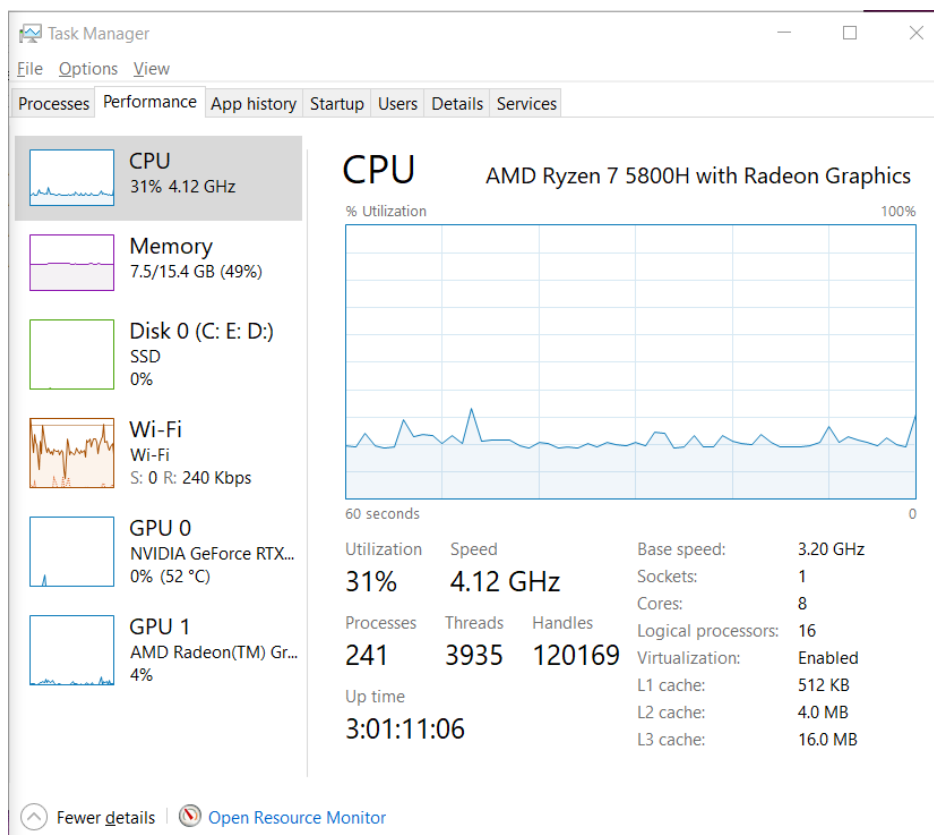 Task Manager
File Options View
Processes Performance App history Startup Users Details Services
CPU
31% 4.12 GHz
Memory
7.5/15.4 GB (49%)
Disk 0 (C: E: D:)
SSD
0%
Wi-Fi
Wi-Fi
S: 0 R: 240 Kbps
GPU 0
NVIDIA GeForce RTX...
0% (52 °C)
GPU 1
AMD Radeon(TM) Gr...
4%
CPU AMD Ryzen 7 5800H with Radeon Graphics
% Utilization 100%
60 seconds 0
Utilization Speed
31% 4.12 GHz
Processes Threads Handles
241 3935 120169
Up time
3:01:11:06
Base speed: 3.20 GHz
Sockets: 1
Cores: 8
Logical processors: 16
Virtualization: Enabled
L1 cache: 512 KB
L2 cache: 4.0 MB
L3 cache: 16.0 MB
Fewer details Open Resource Monitor